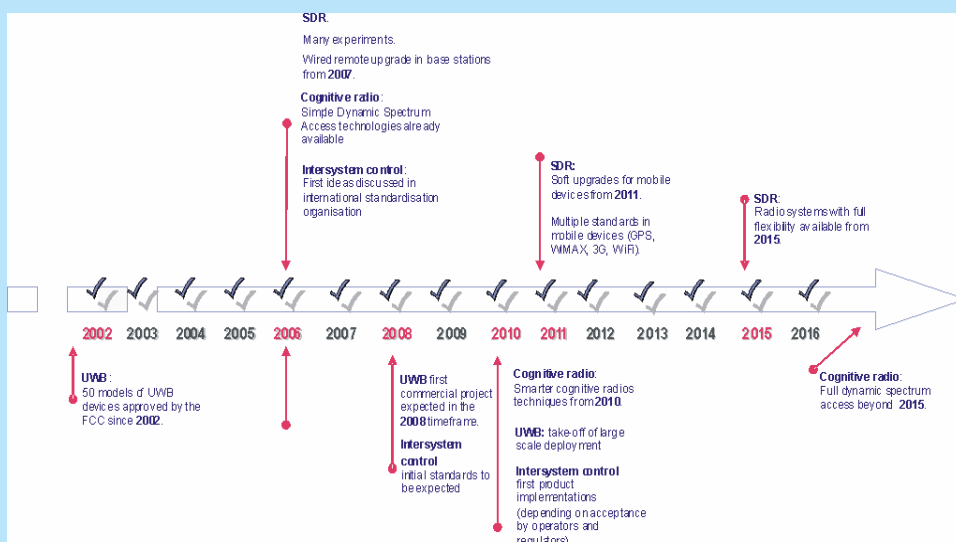 SDR.
Many experiments.
Wired remote upgrade in base stations
from 2007.
Cognitive radio:
Simple Dynamic Spectrum
Access technologies already
available
Intersystem control:
First ideas discussed in
international standardisation
organisation
SDR:
Soft upgrades for mobile
devices from 2011.
Multiple standards in
mobile devices (GPS,
WIMAX, 3G, WiFi).
SDR:
Radio systems with full
flexibility available from
2015.
2002 2003 2004 2005 2006 2007 2008 2009 2010 2011 2012 2013 2014 2015 2016
UWB:
50 models of UWB
devices approved by the
FCC since 2002.
UWB first
commercial project
expected in the
2008 timeframe.
Intersystem
control
initial standards to
be expected
Cognitive radio:
Smarter cognitive radios
techniques from 2010.
UWB: take-off of large
scale deployment
Intersystem control
first product
implementations
(depending on acceptance
by operators and
regulators)
Cognitive radio:
Full dynamic spectrum
access beyond 2015.